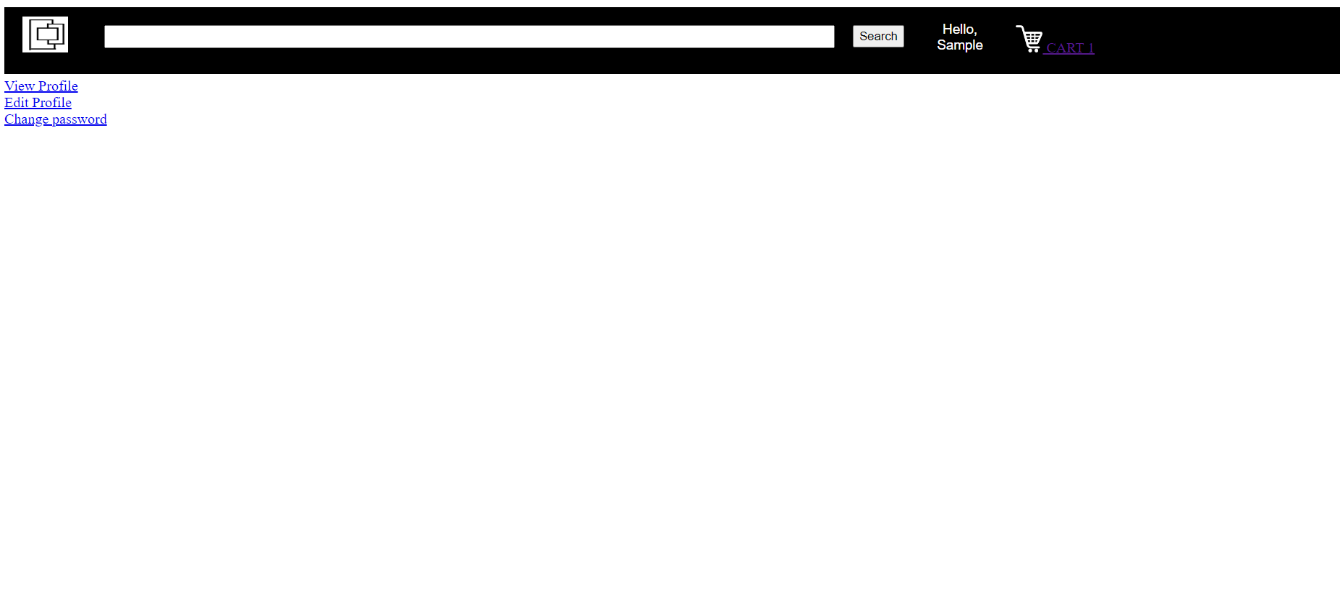 Search
Hello,
Sample
CART 1
View Profile
Edit Profile
Change password